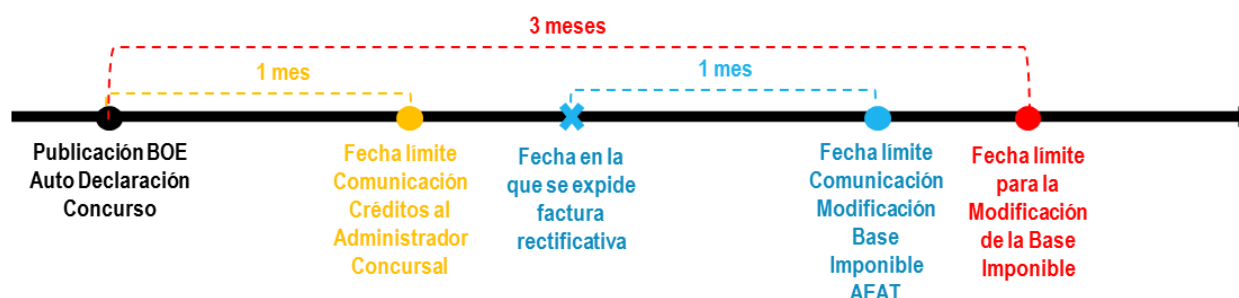 3 meses
1 mes
1 mes
Publicación BOE
Auto Declaración
Concurso
Fecha límite
Comunicación
Créditos al
Administrador
Concursal
Fecha en la
que se expide
factura
rectificativa
Fecha límite
Comunicación
Modificación
Base
Imponible
AEAT
Fecha límite
para la
Modificación
de la Base
Imponible